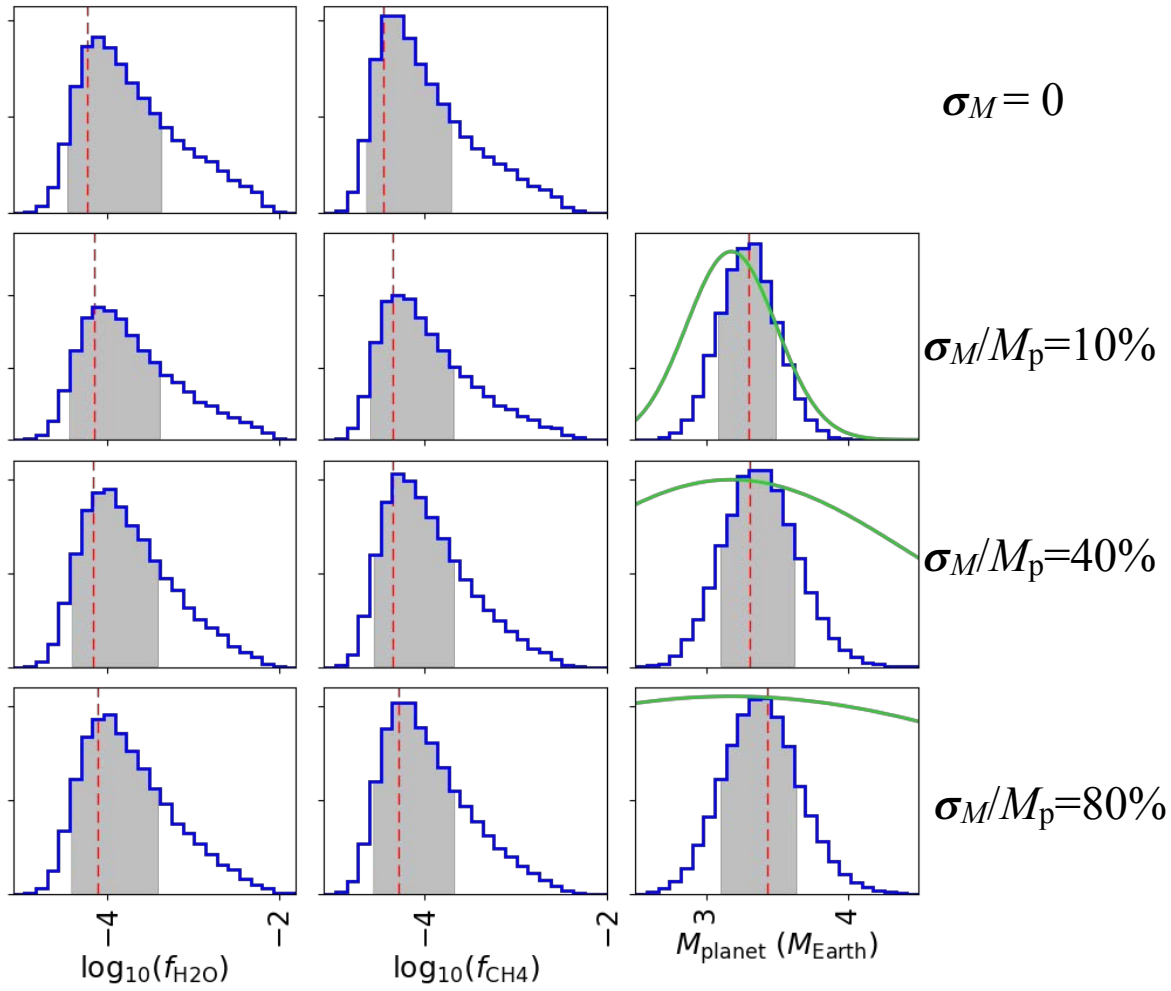 σM = 0
σM/Mp=10%
σM/Mp=40%
σM/Mp=80%
−4 −2 −4 −2 3 4
log10(fH2O) log10(fCH4) Mplanet (MEarth)